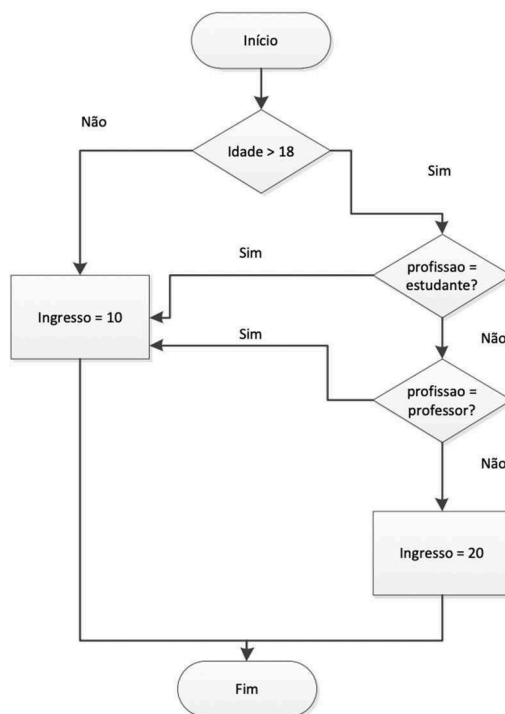 Início
Não
Idade > 18
Sim
Sim
profissao =
estudante?
Ingresso = 10
Sim
Não
profissao =
professor?
Não
Ingresso = 20
Fim